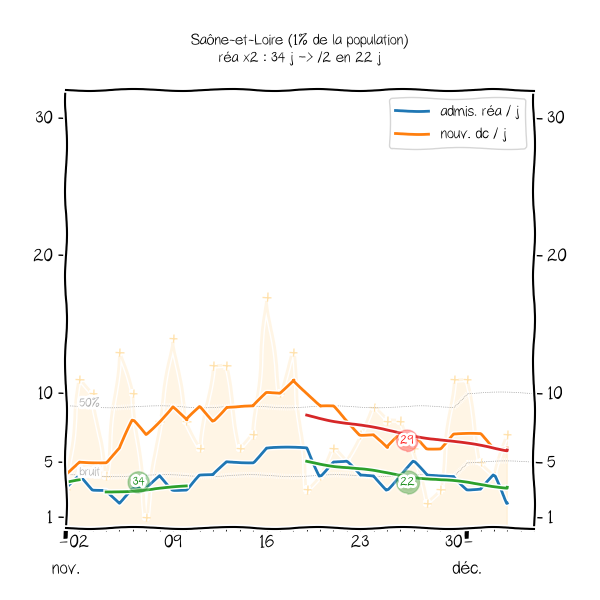 Saône-et-Loire (1% de la population)
réa x2 : 34 j -> /2 en 22 j
admis. réa / j
nouv. dc / j
30
30
20
20
10
10
50%
29
5
5
bruit
34
22
1
1
02
09
16
23
30
nov.
déc.